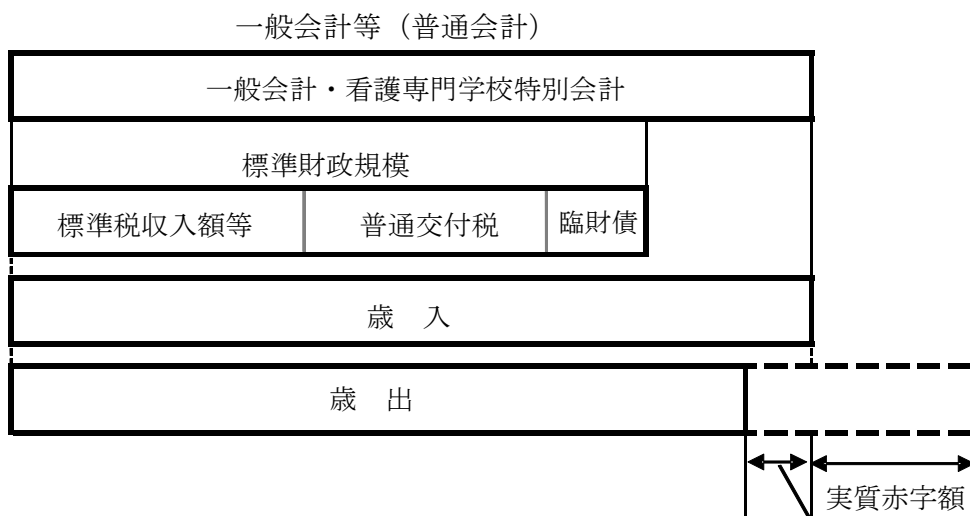 一般会計等（普通会計）
一般会計・看護専門学校特別会計
標準財政規模
標準税収入額等 普通交付税 臨財債
歳 入
歳 出
実質赤字額